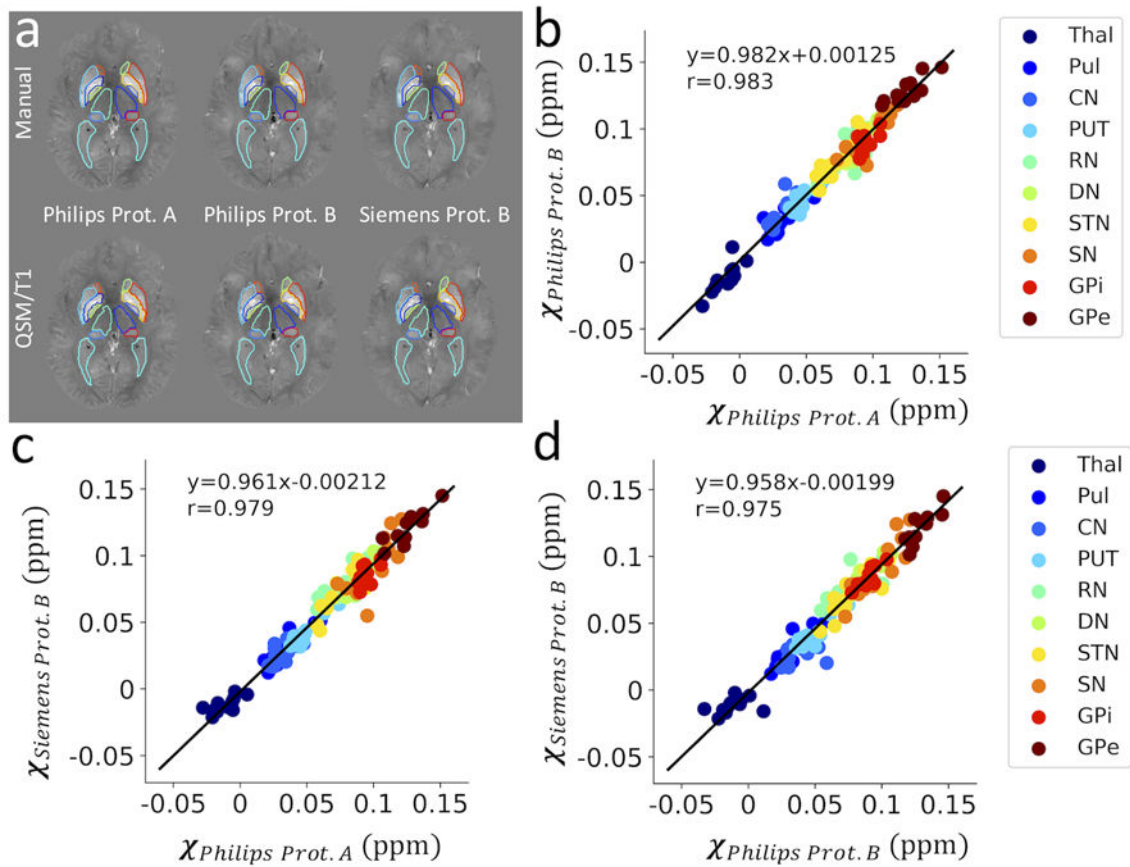 a
Manual
Philips Prot. A
Philips Prot. B
Siemens Prot. B
QSM/T1
b
y=0.982x+0.00125
r=0.983
χPhilips Prot. B (ppm)
0.15
0.1
0.05
0
-0.05
-0.05 0 0.05 0.1 0.15
χPhilips Prot. A (ppm)
Thal
Pul
CN
PUT
RN
DN
STN
SN
GPi
GPe
c
y=0.961x-0.00212
r=0.979
χSiemens Prot. B (ppm)
0.15
0.1
0.05
0
-0.05
-0.05 0 0.05 0.1 0.15
χPhilips Prot. A (ppm)
d
y=0.958x-0.00199
r=0.975
χSiemens Prot. B (ppm)
0.15
0.1
0.05
0
-0.05
-0.05 0 0.05 0.1 0.15
χPhilips Prot. B (ppm)
Thal
Pul
CN
PUT
RN
DN
STN
SN
GPi
GPe